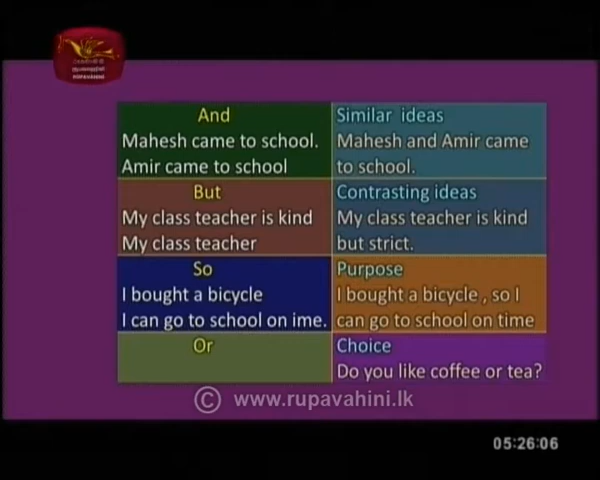 And
Mahesh came to school.
Amir came to school
Similar ideas
Mahesh and Amir came
to school.
But
My class teacher is kind
My class teacher
Contrasting ideas
My class teacher is kind
but strict.
So
I bought a bicycle
I can go to school on ime.
Purpose
I bought a bicycle , so I
can go to school on time
Or
Choice
Do you like coffee or tea?
© www.rupavahini.lk
05:26:06